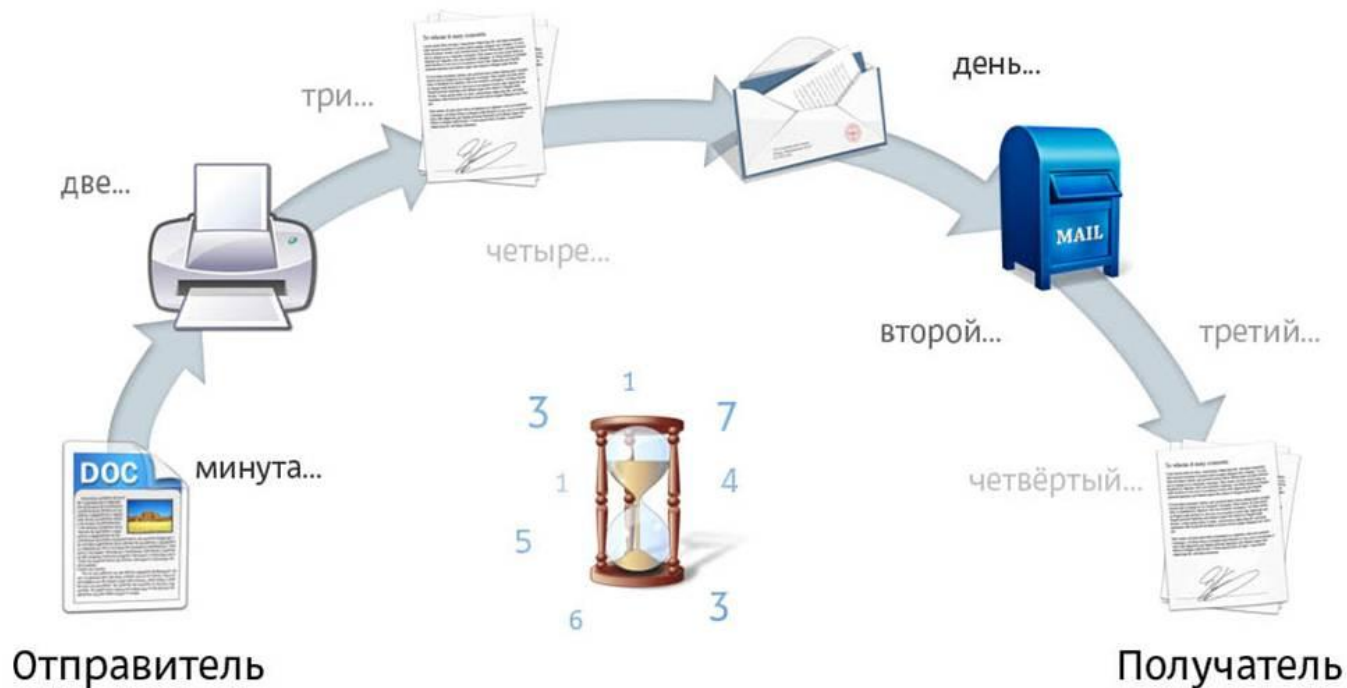 день...
три...
две...
MAIL
четыре...
второй...
третий...
1
3
7
DOC
минута...
1
4
четвёртый...
5
3
6
Отправитель
Получатель